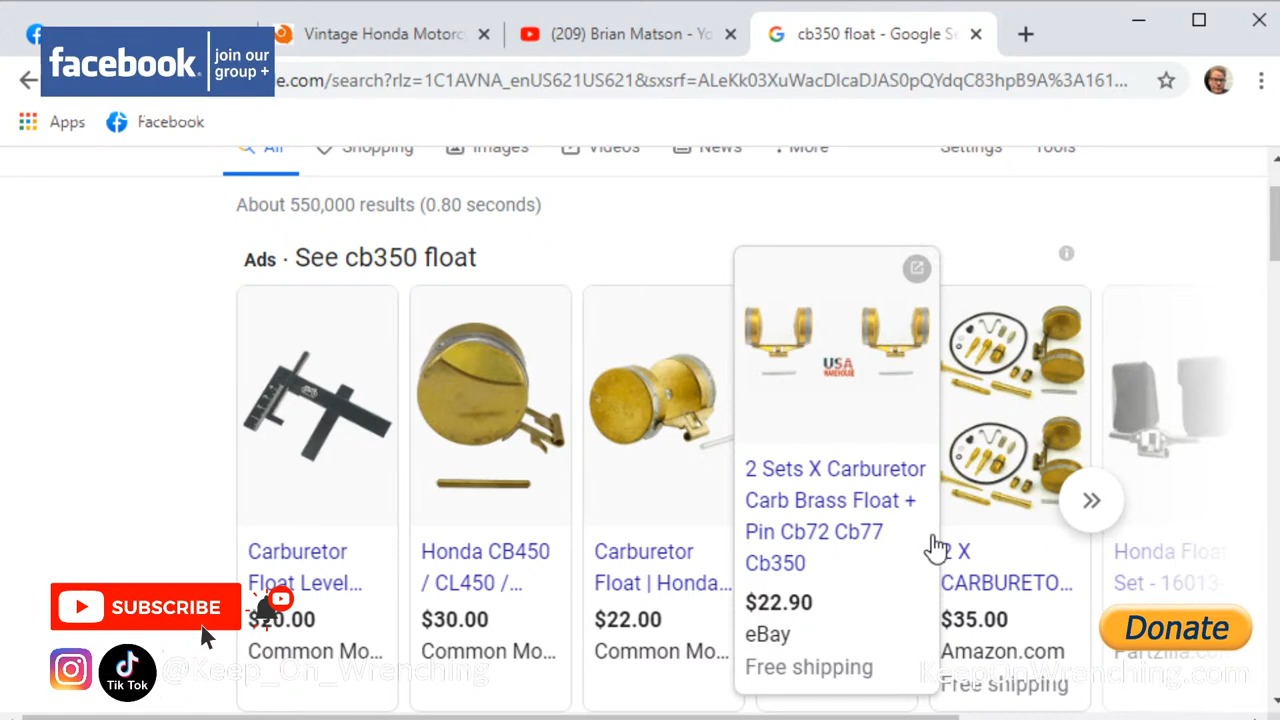 Vintage Honda Motorc
(209) Brian Matson - Yo
cb350 float - Google Se
facebook
join our
group +
e.com/search?rlz=1C1AVNA_enUS621US621&sxsrf=ALeKk03XuWacDIcaDJAS0pQYdqC83hpB9A%3A161...
Apps
Facebook
All
Shopping
Images
Videos
News
More
Settings
Tools
About 550,000 results (0.80 seconds)
Ads · See cb350 float
USA
WAREHOUSE
Carburetor
Float Level...
$20.00
Common Mo...
Honda CB450
/ CL450 /...
$30.00
Common Mo...
Carburetor
Float | Honda...
$22.00
Common Mo...
2 Sets X Carburetor
Carb Brass Float +
Pin Cb72 Cb77
Cb350
$22.90
eBay
Free shipping
2 X
CARBURETO...
$35.00
Amazon.com
Free shipping
Honda Float
Set - 16013-
Partzilla.com
SUBSCRIBE
Donate
Tik Tok
@Keep_On_Wrenching
KeepOnWrenching.com